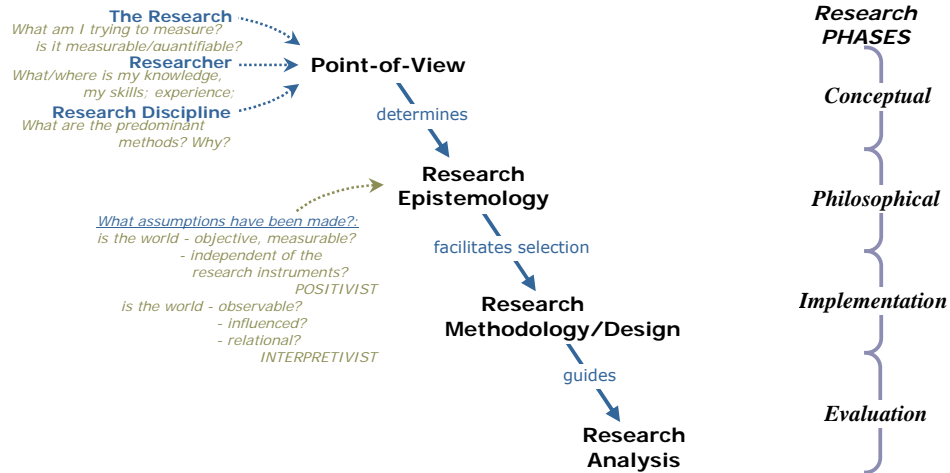 The Research
What am I trying to measure?
is it measurable/quantifiable?
Researcher
What/where is my knowledge,
my skills; experience;
Research Discipline
What are the predominant
methods? Why?
Point-of-View
determines
Research
Epistemology
What assumptions have been made?:
is the world - objective, measurable?
- independent of the
research instruments?
POSITIVIST
is the world - observable?
- influenced?
- relational?
INTERPRETIVIST
facilitates selection
Research
Methodology/Design
guides
Research
Analysis
Research
PHASES
Conceptual
Philosophical
Implementation
Evaluation